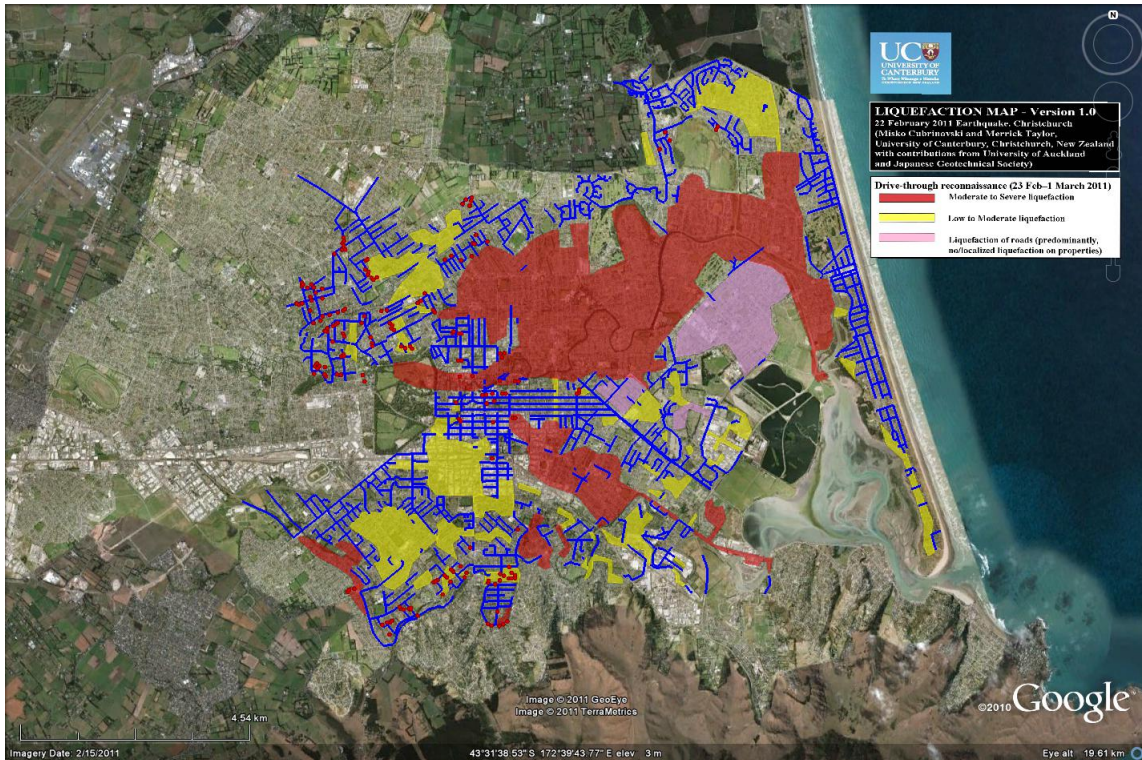 N
UC
UNIVERSITY OF
CANTERBURY
LIQUEFACTION MAP - Version 1.0
22 February 2011 Earthquake, Christchurch
(Misko Cubrinovski and Merrick Taylor,
University of Canterbury, Christchurch, New Zealand
with contributions from University of Auckland
and Japanese Geotechnical Society)
Drive-through reconnaissance (23 Feb–1 March 2011)
Moderate to Severe liquefaction
Low to Moderate liquefaction
Liquefaction of roads (predominantly,
no/localized liquefaction on properties)
Image © 2011 GeoEye
Image © 2011 TerraMetrics
©2010 Google
4.54 km
Imagery Date: 2/15/2011
43°31'38.53" S 172°39'43.77" E elev 3 m
Eye alt 19.61 km